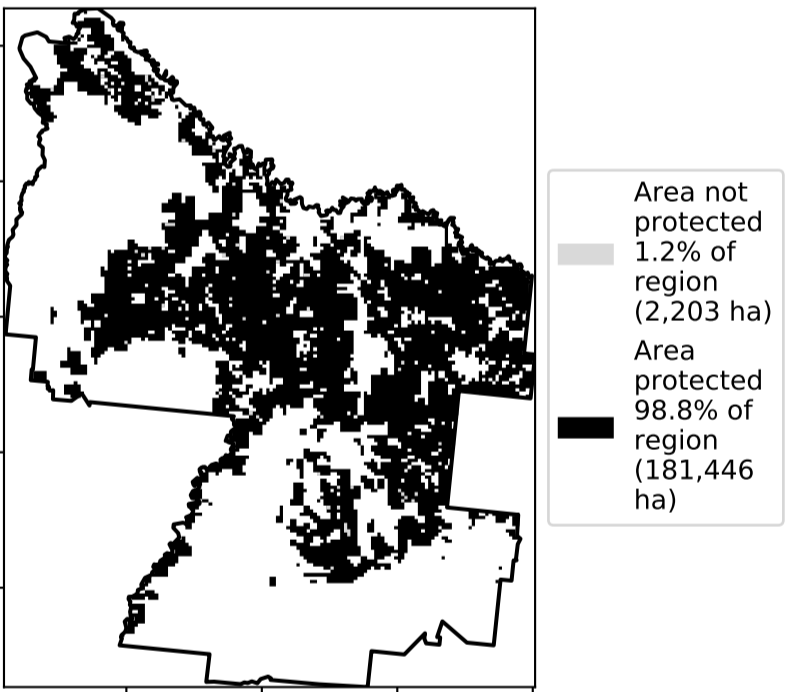 Area not
protected
1.2% of
region
(2,203 ha)
Area
protected
98.8% of
region
(181,446
ha)